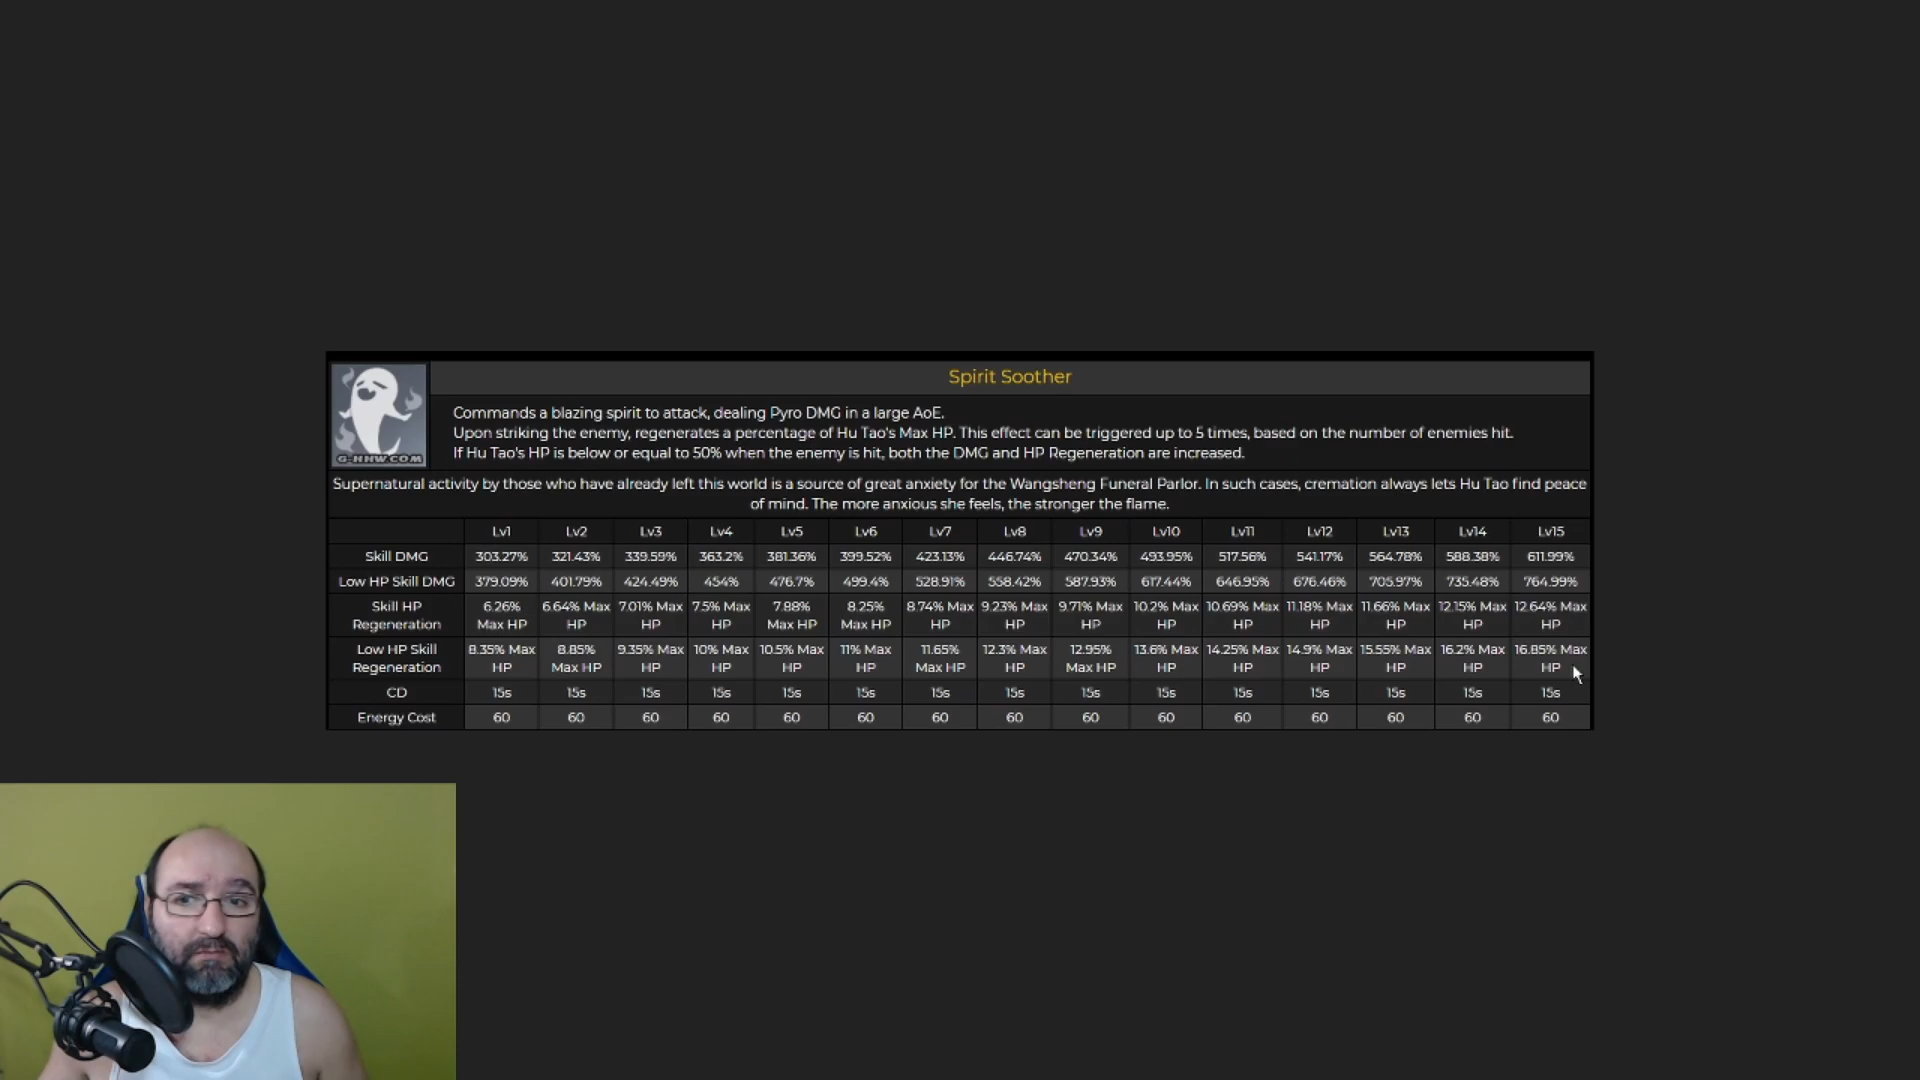 Spirit Soother
G-HHW.COM
Commands a blazing spirit to attack, dealing Pyro DMG in a large AoE.
Upon striking the enemy, regenerates a percentage of Hu Tao's Max HP. This effect can be triggered up to 5 times, based on the number of enemies hit.
If Hu Tao's HP is below or equal to 50% when the enemy is hit, both the DMG and HP Regeneration are increased.
Supernatural activity by those who have already left this world is a source of great anxiety for the Wangsheng Funeral Parlor. In such cases, cremation always lets Hu Tao find peace
of mind. The more anxious she feels, the stronger the flame.
Lv1 Lv2 Lv3 Lv4 Lv5 Lv6 Lv7 Lv8 Lv9 Lv10 Lv11 Lv12 Lv13 Lv14 Lv15
Skill DMG 303.27% 321.43% 339.59% 363.2% 381.36% 399.52% 423.13% 446.74% 470.34% 493.95% 517.56% 541.17% 564.78% 588.38% 611.99%
Low HP Skill DMG 379.09% 401.79% 424.49% 454% 476.7% 499.4% 528.91% 558.42% 587.93% 617.44% 646.95% 676.46% 705.97% 735.48% 764.99%
Skill HP 6.26% 6.64% Max 7.01% Max 7.5% Max 7.88% 8.25% 8.74% Max 9.23% Max 9.71% Max 10.2% Max 10.69% Max 11.18% Max 11.66% Max 12.15% Max 12.64% Max
Regeneration Max HP HP HP HP Max HP Max HP HP HP HP HP HP HP HP HP HP
Low HP Skill 8.35% Max 8.85% 9.35% Max 10% Max 10.5% Max 11% Max 11.65% 12.3% Max 12.95% 13.6% Max 14.25% Max 14.9% Max 15.55% Max 16.2% Max 16.85% Max
Regeneration HP Max HP HP HP HP HP Max HP HP Max HP HP HP HP HP HP HP
CD 15s 15s 15s 15s 15s 15s 15s 15s 15s 15s 15s 15s 15s 15s 15s
Energy Cost 60 60 60 60 60 60 60 60 60 60 60 60 60 60 60